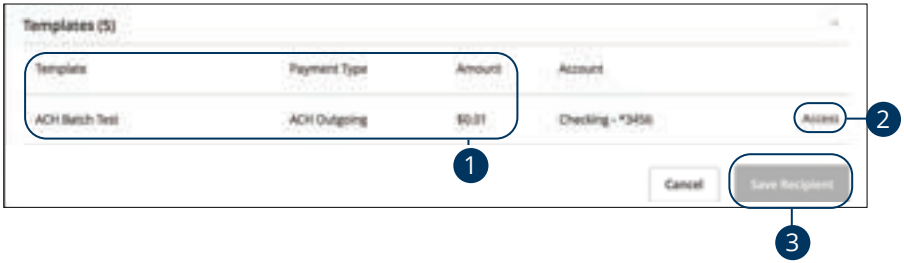 Templates (5)
Template Payment Type Amount Account
ACH Batch Test ACH Outgoing $0.01 Checking - *3456 Access
2
1
Cancel Save Recipient
3